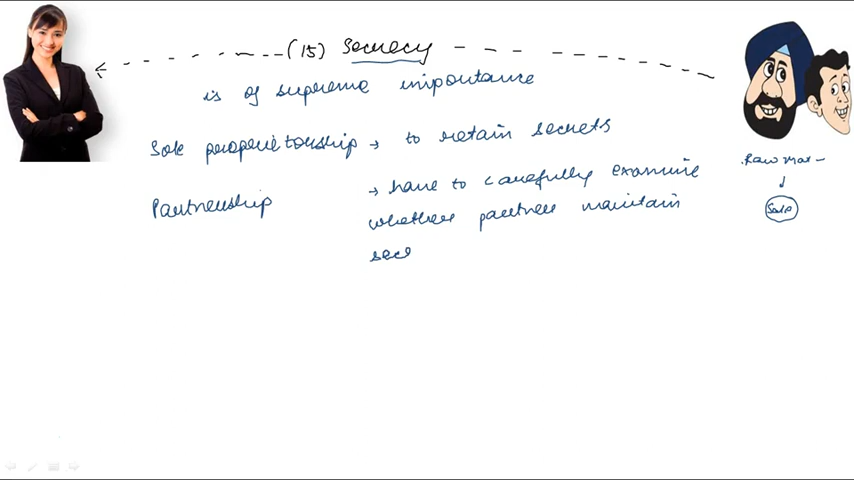 (15) Secrecy
is of supreme importance
Sole proprietorship → to retain secrets
Partnership → have to carefully examine
whether partner maintain
sec
Raw mat -
↓
Sale